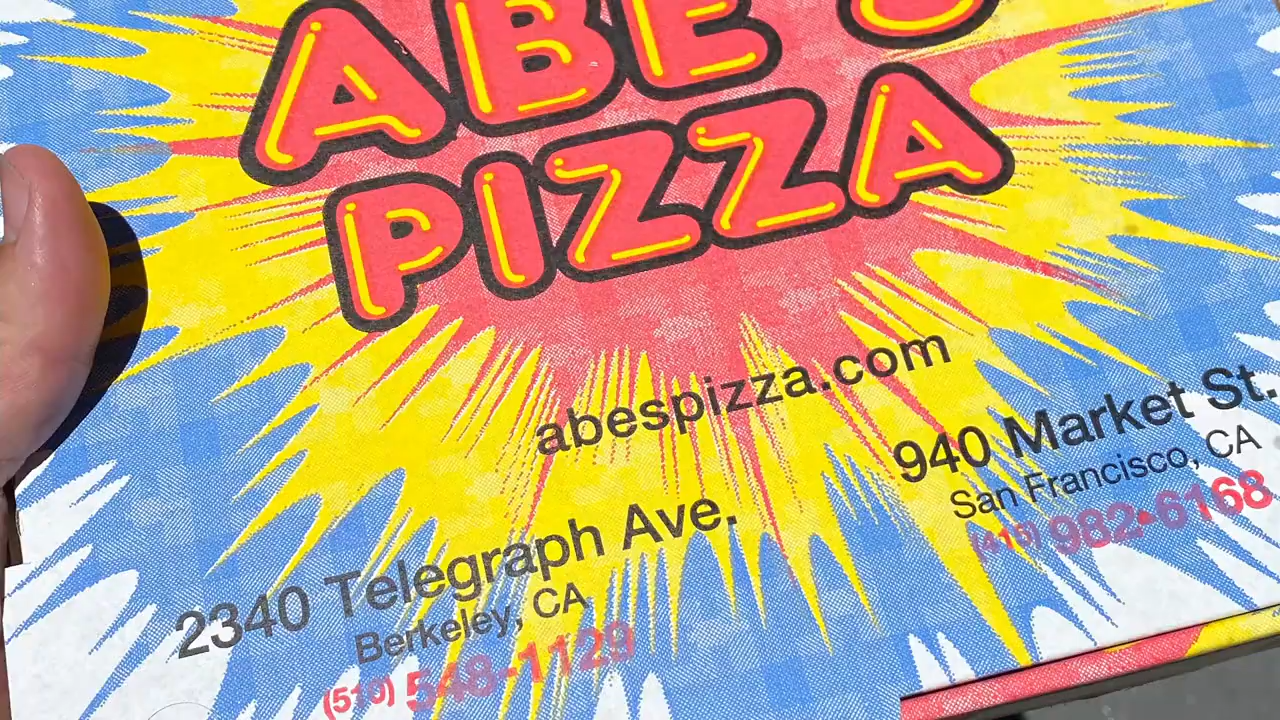 ABE'S
PIZZA
abespizza.com
940 Market St.
San Francisco, CA
(415) 982-6168
2340 Telegraph Ave.
Berkeley, CA
(510) 548-1129